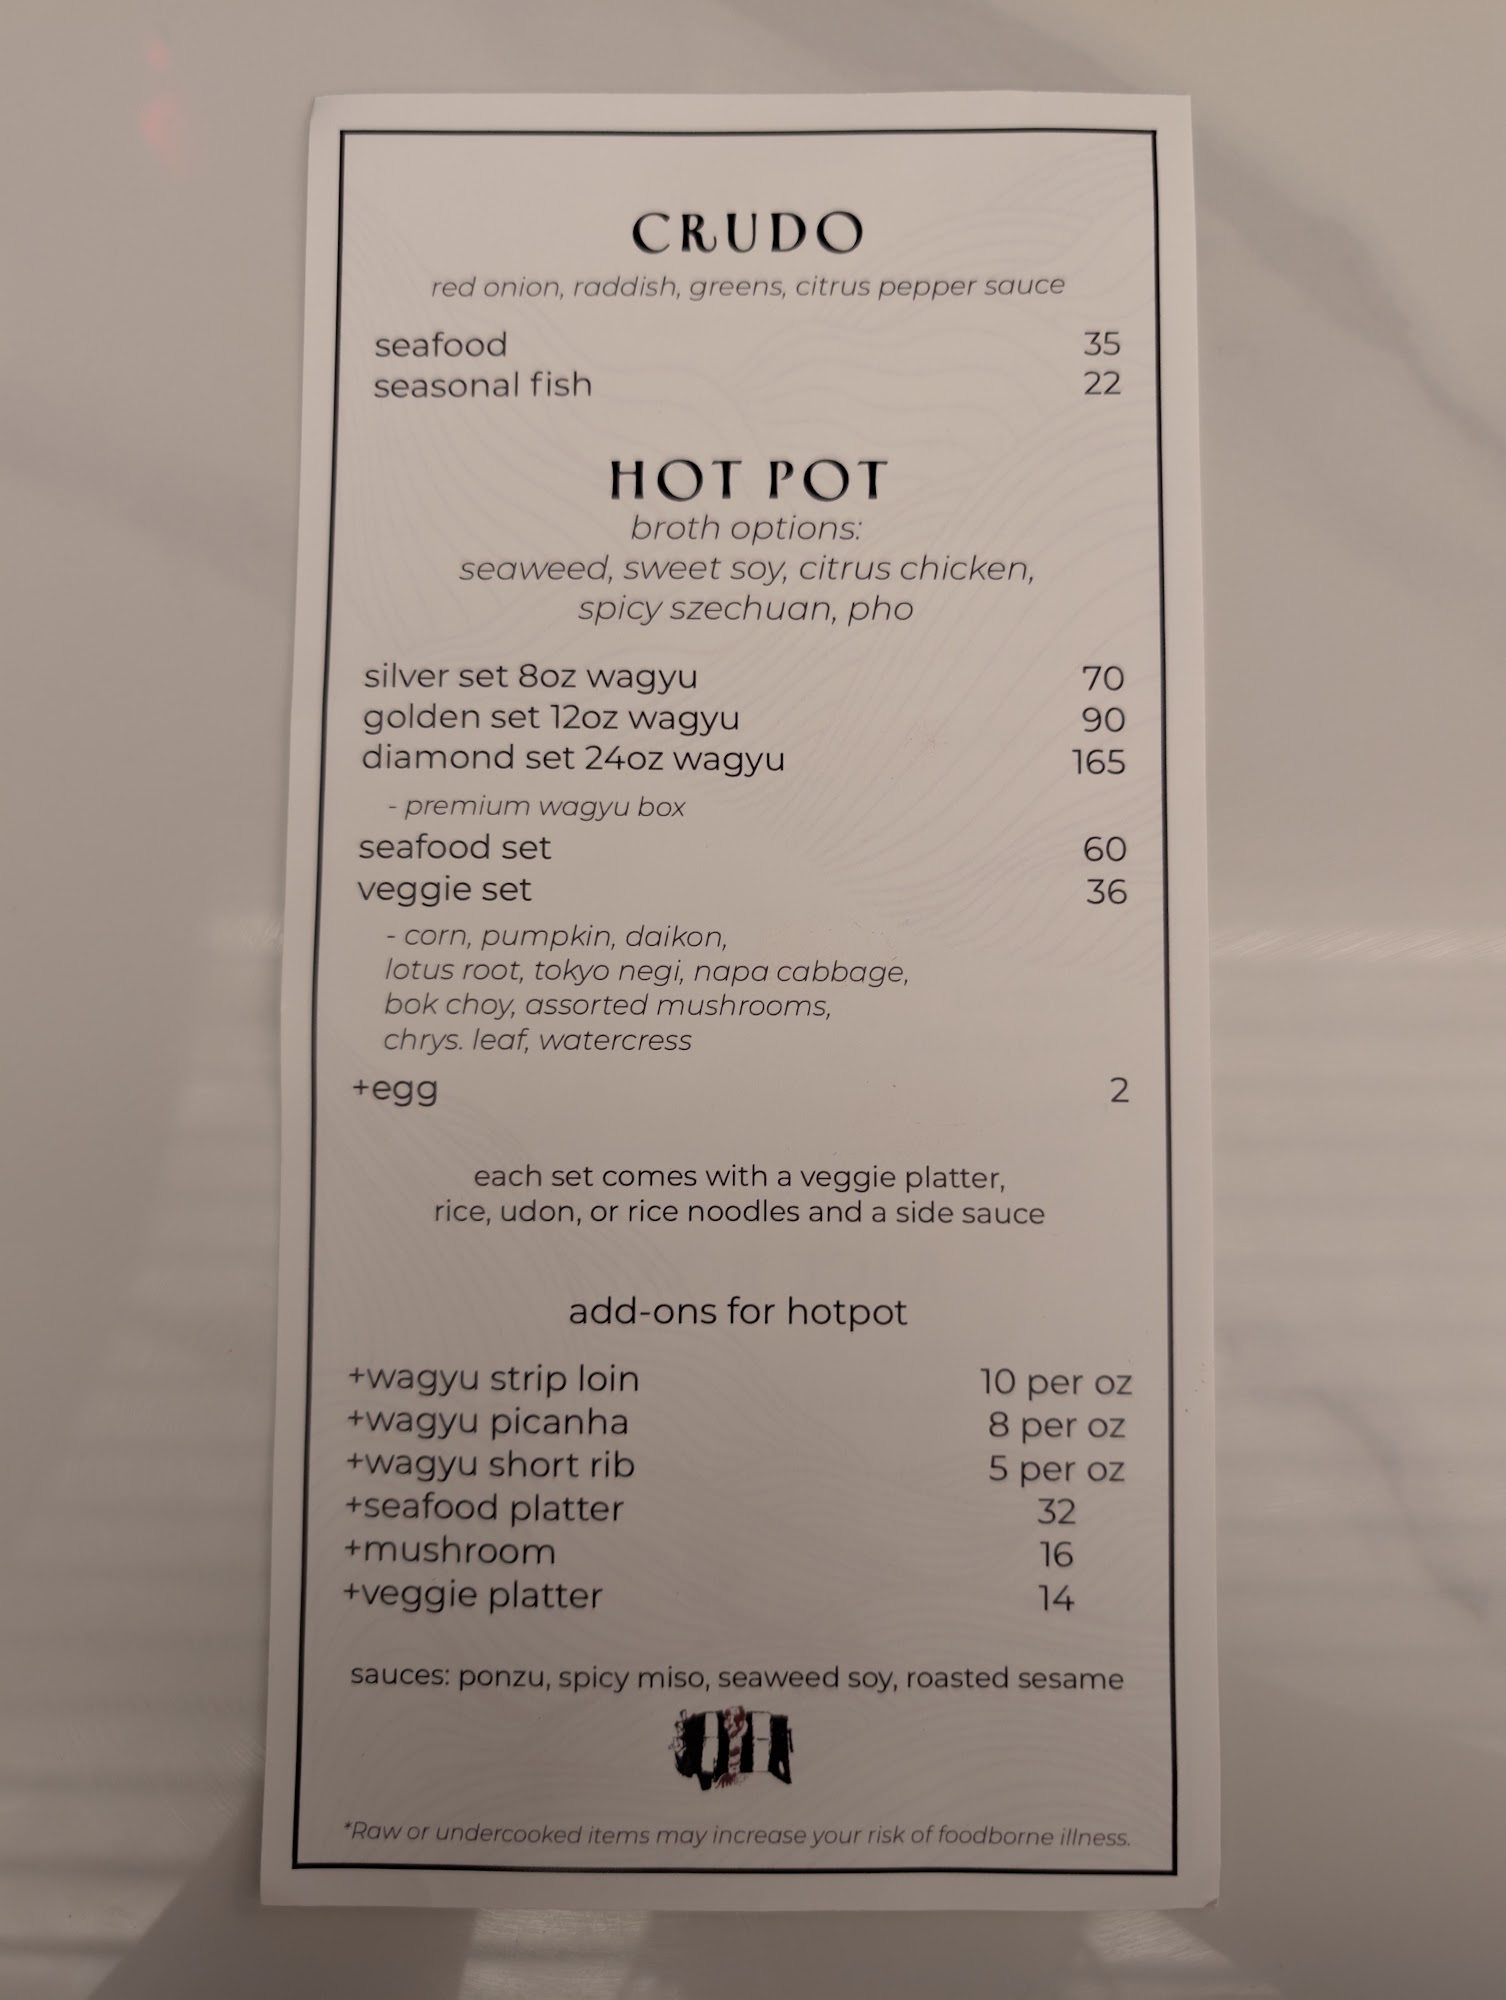 CRUDO
red onion, raddish, greens, citrus pepper sauce
seafood 35
seasonal fish 22
HOT POT
broth options:
seaweed, sweet soy, citrus chicken,
spicy szechuan, pho
silver set 8oz wagyu 70
golden set 12oz wagyu 90
diamond set 24oz wagyu 165
- premium wagyu box
seafood set 60
veggie set 36
- corn, pumpkin, daikon,
lotus root, tokyo negi, napa cabbage,
bok choy, assorted mushrooms,
chrys. leaf, watercress
+egg 2
each set comes with a veggie platter,
rice, udon, or rice noodles and a side sauce
add-ons for hotpot
+wagyu strip loin 10 per oz
+wagyu picanha 8 per oz
+wagyu short rib 5 per oz
+seafood platter 32
+mushroom 16
+veggie platter 14
sauces: ponzu, spicy miso, seaweed soy, roasted sesame
*Raw or undercooked items may increase your risk of foodborne illness.